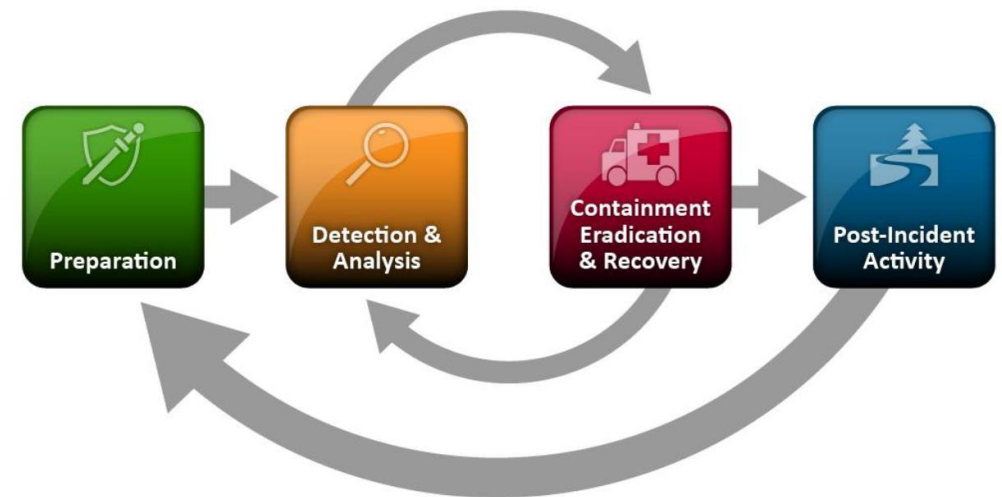 Preparation
Detection &
Analysis
Containment
Eradication
& Recovery
Post-Incident
Activity